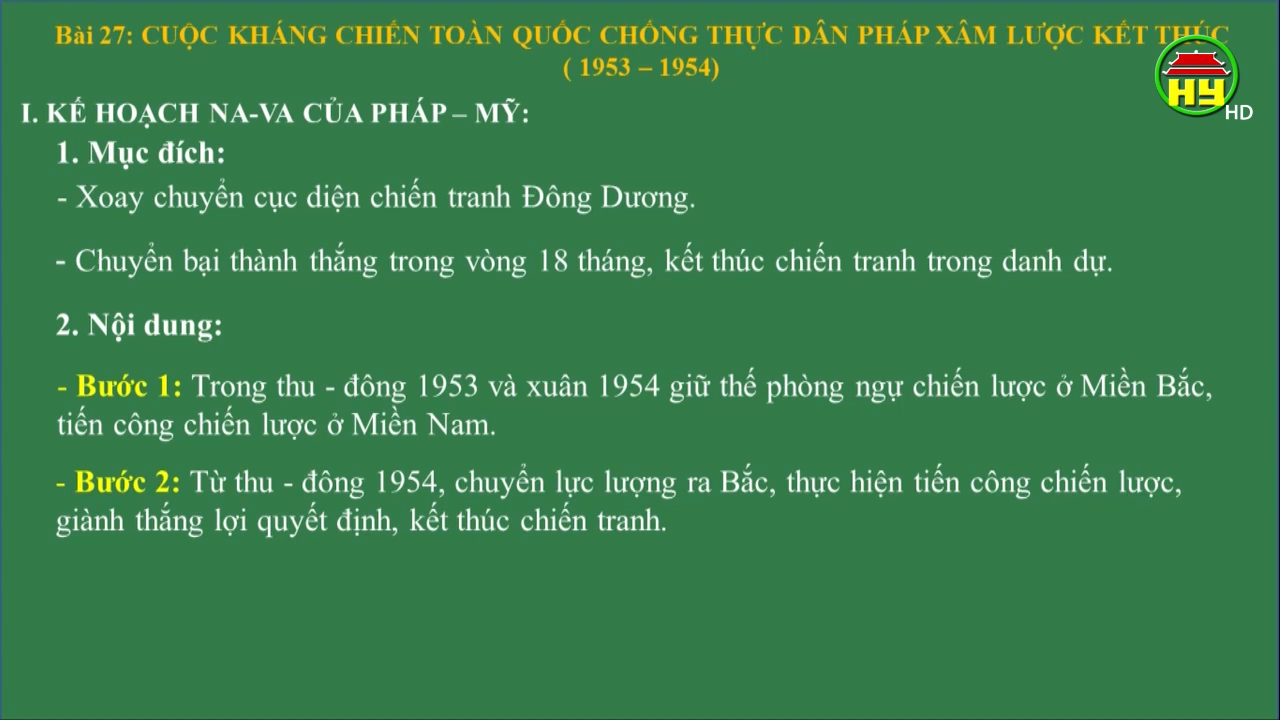 Bài 27: CUỘC KHÁNG CHIẾN TOÀN QUỐC CHỐNG THỰC DÂN PHÁP XÂM LƯỢC KẾT THÚC
( 1953 – 1954)
HY
HD
I. KẾ HOẠCH NA-VA CỦA PHÁP – MỸ:
1. Mục đích:
- Xoay chuyển cục diện chiến tranh Đông Dương.
- Chuyển bại thành thắng trong vòng 18 tháng, kết thúc chiến tranh trong danh dự.
2. Nội dung:
- Bước 1: Trong thu - đông 1953 và xuân 1954 giữ thế phòng ngự chiến lược ở Miền Bắc,
tiến công chiến lược ở Miền Nam.
- Bước 2: Từ thu - đông 1954, chuyển lực lượng ra Bắc, thực hiện tiến công chiến lược,
giành thắng lợi quyết định, kết thúc chiến tranh.